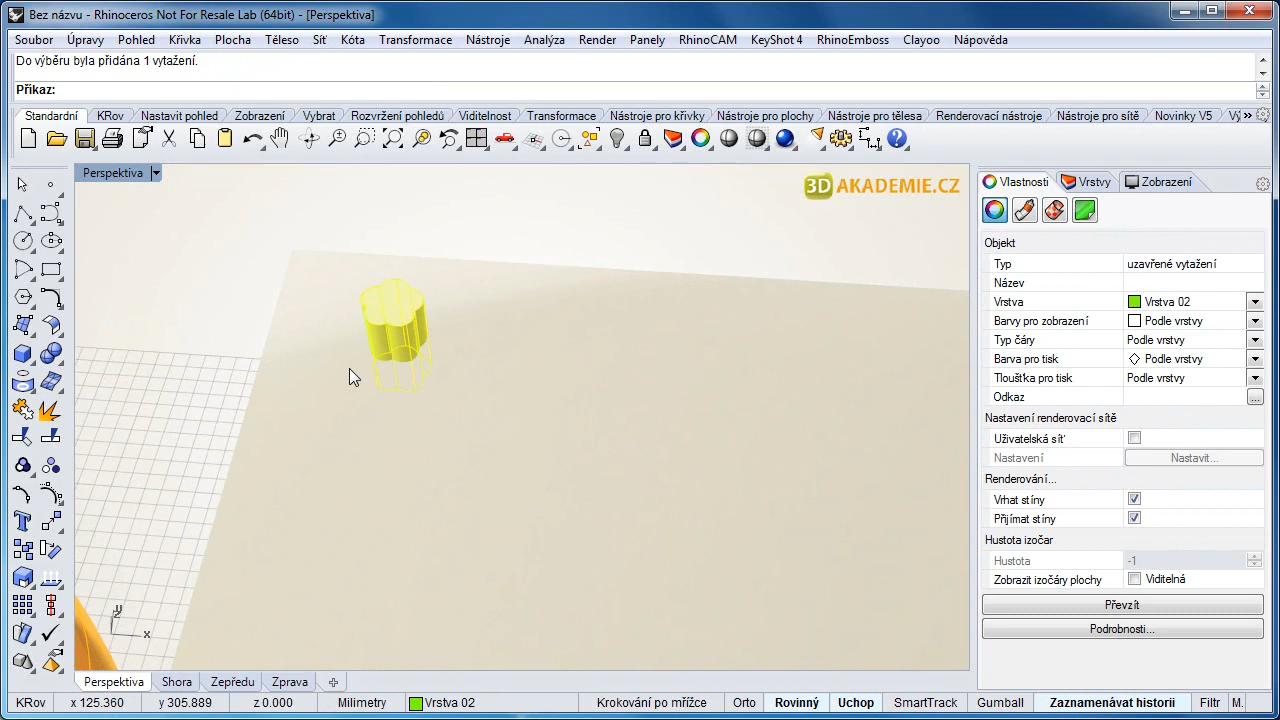 Bez názvu - Rhinoceros Not For Resale Lab (64bit) - [Perspektiva]
Soubor Úpravy Pohled Křivka Plocha Těleso Síť Kóta Transformace Nástroje Analýza Render Panely RhinoCAM KeyShot 4 RhinoEmboss Clayoo Nápověda
Do výběru byla přidána 1 vytažení.
Příkaz:
Standardní KRov Nastavit pohled Zobrazení Vybrat Rozvržení pohledů Viditelnost Transformace Nástroje pro křivky Nástroje pro plochy Nástroje pro tělesa Renderovací nástroje Nástroje pro sítě Novinky V5 Vý »
Perspektiva
3D AKADEMIE.CZ
Vlastnosti Vrstvy Zobrazení
Objekt
Typ uzavřené vytažení
Název
Vrstva Vrstva 02
Barvy pro zobrazení Podle vrstvy
Typ čáry Podle vrstvy
Barva pro tisk Podle vrstvy
Tloušťka pro tisk Podle vrstvy
Odkaz ...
Nastavení renderovací sítě
Uživatelská síť
Nastavení Nastavit...
Renderování...
Vrhat stíny
Přijímat stíny
Hustota izočar
Hustota -1
Zobrazit izočáry plochy Viditelná
Převzít
Podrobnosti...
y
z
x
Perspektiva Shora Zepředu Zprava
KRov x 125.360 y 305.889 z 0.000 Milimetry Vrstva 02 Krokování po mřížce Orto Rovinný Uchop SmartTrack Gumball Zaznamenávat historii Filtr M.